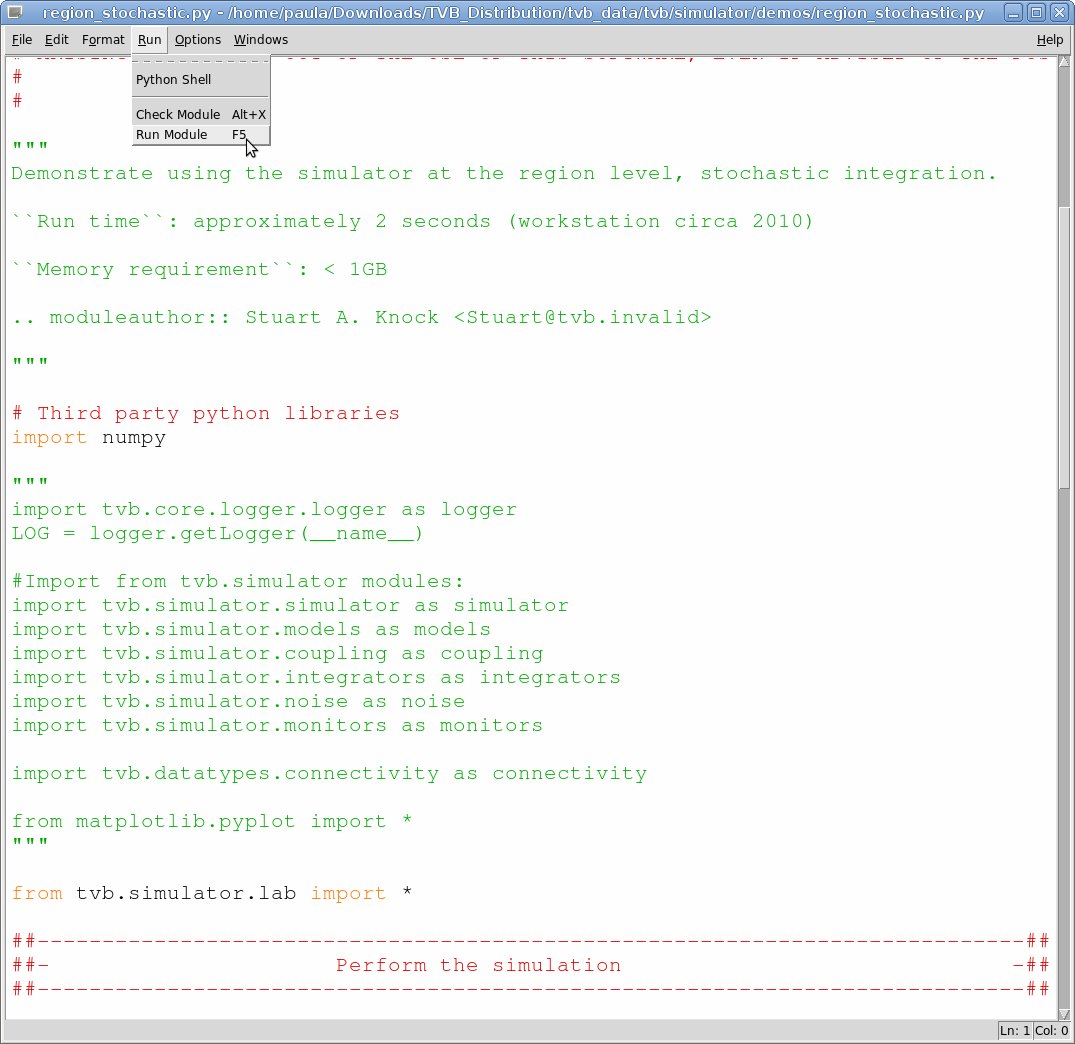 region_stochastic.py - /home/paula/Downloads/TVB_Distribution/tvb_data/tvb/simulator/demos/region_stochastic.py
File Edit Format Run Options Windows Help
Python Shell
Check Module Alt+X
Run Module F5
#
#
"""
Demonstrate using the simulator at the region level, stochastic integration.
``Run time``: approximately 2 seconds (workstation circa 2010)
``Memory requirement``: < 1GB
.. moduleauthor:: Stuart A. Knock <Stuart@tvb.invalid>
"""
# Third party python libraries
import numpy
"""
import tvb.core.logger.logger as logger
LOG = logger.getLogger(__name__)
#Import from tvb.simulator modules:
import tvb.simulator.simulator as simulator
import tvb.simulator.models as models
import tvb.simulator.coupling as coupling
import tvb.simulator.integrators as integrators
import tvb.simulator.noise as noise
import tvb.simulator.monitors as monitors
import tvb.datatypes.connectivity as connectivity
from matplotlib.pyplot import *
"""
from tvb.simulator.lab import *
##----------------------------------------------------------------------------##
##-                      Perform the simulation                              -##
##----------------------------------------------------------------------------##
Ln: 1 Col: 0